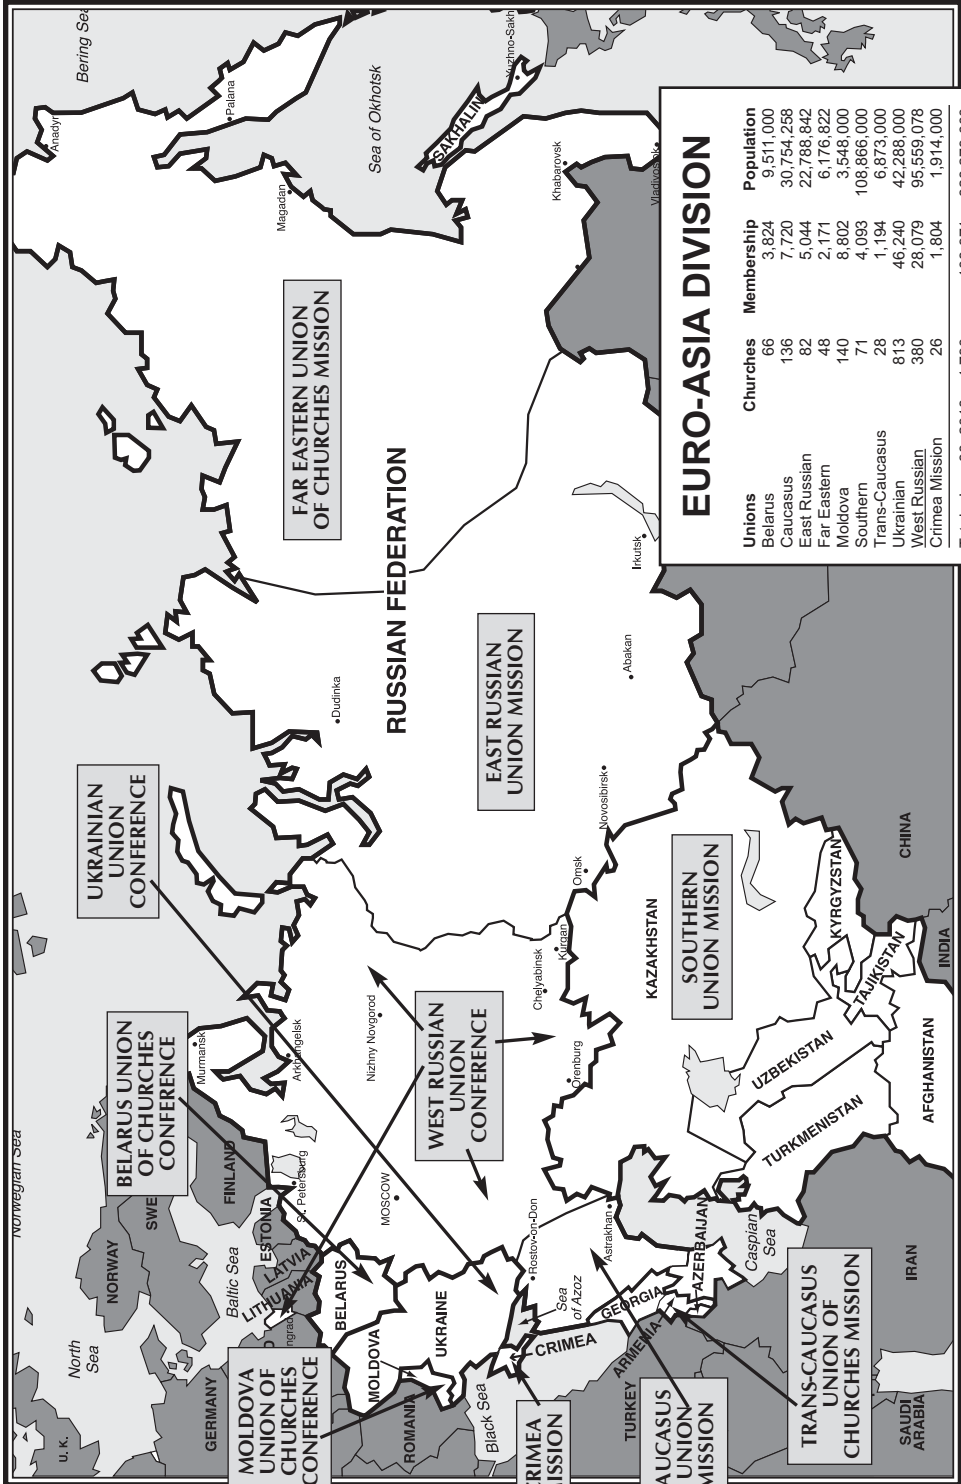 Bering Sea
Anadyr
Palana
Magadan
Sea of Okhotsk
SAKHALIN
Khabarovsk
Vladivostok
FAR EASTERN UNION
OF CHURCHES MISSION
RUSSIAN FEDERATION
Irkutsk
Dudinka
EAST RUSSIAN
UNION MISSION
Abakan
Novosibirsk
Omsk
UKRAINIAN
UNION
CONFERENCE
Kurgan
Chelyabinsk
KAZAKHSTAN
SOUTHERN
UNION MISSION
KYRGYZSTAN
TAJIKISTAN
CHINA
INDIA
UZBEKISTAN
TURKMENISTAN
AFGHANISTAN
BELARUS UNION
OF CHURCHES
CONFERENCE
Murmansk
Arkhangelsk
Nizhny Novgorod
WEST RUSSIAN
UNION
CONFERENCE
Orenburg
Norwegian Sea
NORWAY
SWE
FINLAND
St. Petersburg
MOSCOW
Rostov-on-Don
Astrakhan
Baltic Sea
ESTONIA
LATVIA
LITHUANIA
BELARUS
UKRAINE
MOLDOVA
Sea
of Azoz
CRIMEA
GEORGIA
ARMENIA
AZERBAIJAN
Caspian
Sea
North
Sea
U. K.
GERMANY
MOLDOVA
UNION OF
CHURCHES
CONFERENCE
ROMANIA
Black Sea
TURKEY
TRANS-CAUCASUS
UNION OF
CHURCHES MISSION
IRAN
SAUDI
ARABIA
UNION
EURO-ASIA DIVISION
Unions Churches Membership Population
Belarus 66 3,824 9,511,000
Caucasus 136 7,720 30,754,258
East Russian 82 5,044 22,788,842
Far Eastern 48 2,171 6,176,822
Moldova 140 8,802 3,548,000
Southern 71 4,093 108,866,000
Trans-Caucasus 28 1,194 6,873,000
Ukrainian 813 46,240 42,288,000
West Russian 380 28,079 95,559,078
Crimea Mission 26 1,804 1,914,000